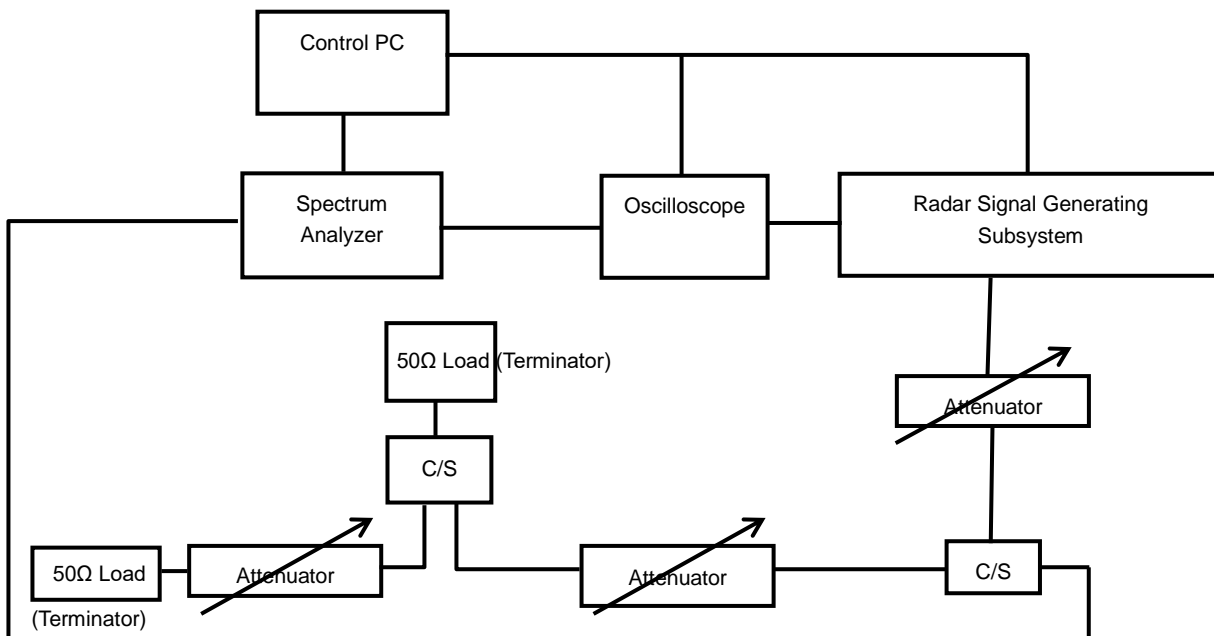 Control PC
Spectrum
Analyzer
Oscilloscope
Radar Signal Generating
Subsystem
50Ω Load (Terminator)
Attenuator
C/S
50Ω Load
(Terminator)
Attenuator
Attenuator
C/S